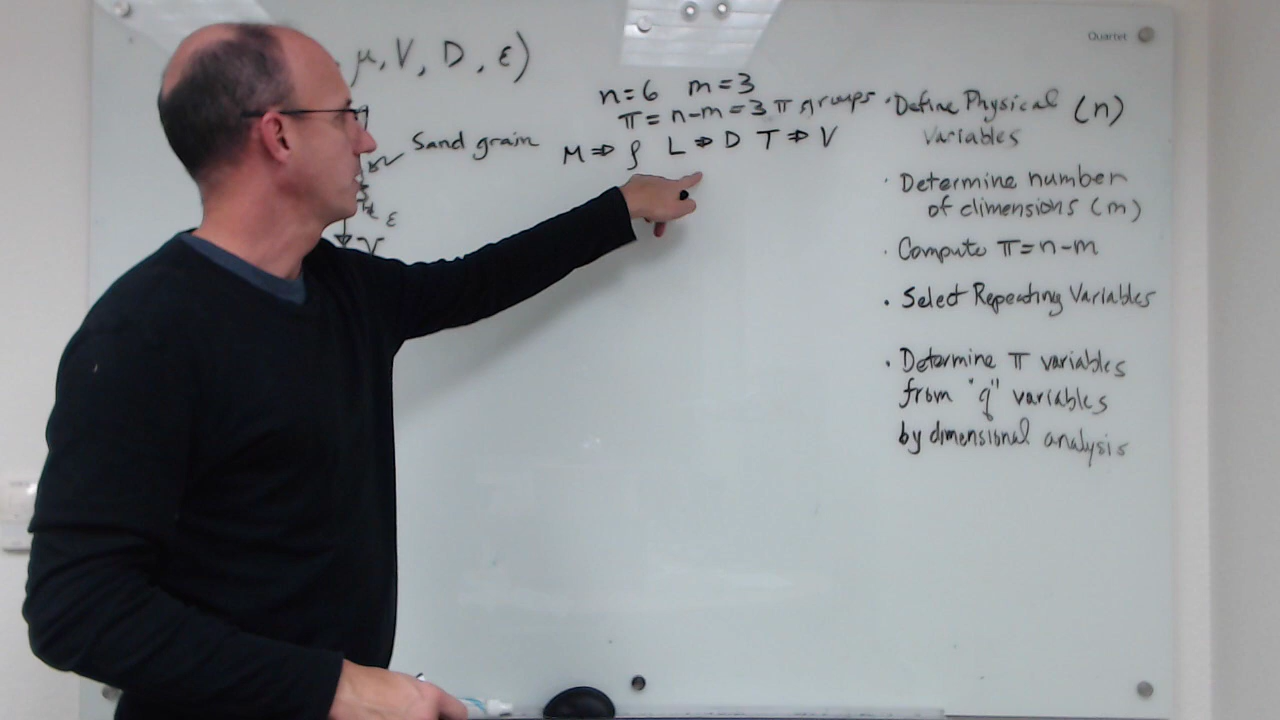 μ, V, D, ε)
Sand grain
ε
V
n=6 m=3
π = n-m = 3 π groups
M ⇒ ρ L ⇒ D T ⇒ V
Quartet
· Define Physical (n)
Variables
· Determine number
of dimensions (m)
· Compute π = n-m
· Select Repeating Variables
· Determine π variables
from "q" variables
by dimensional analysis